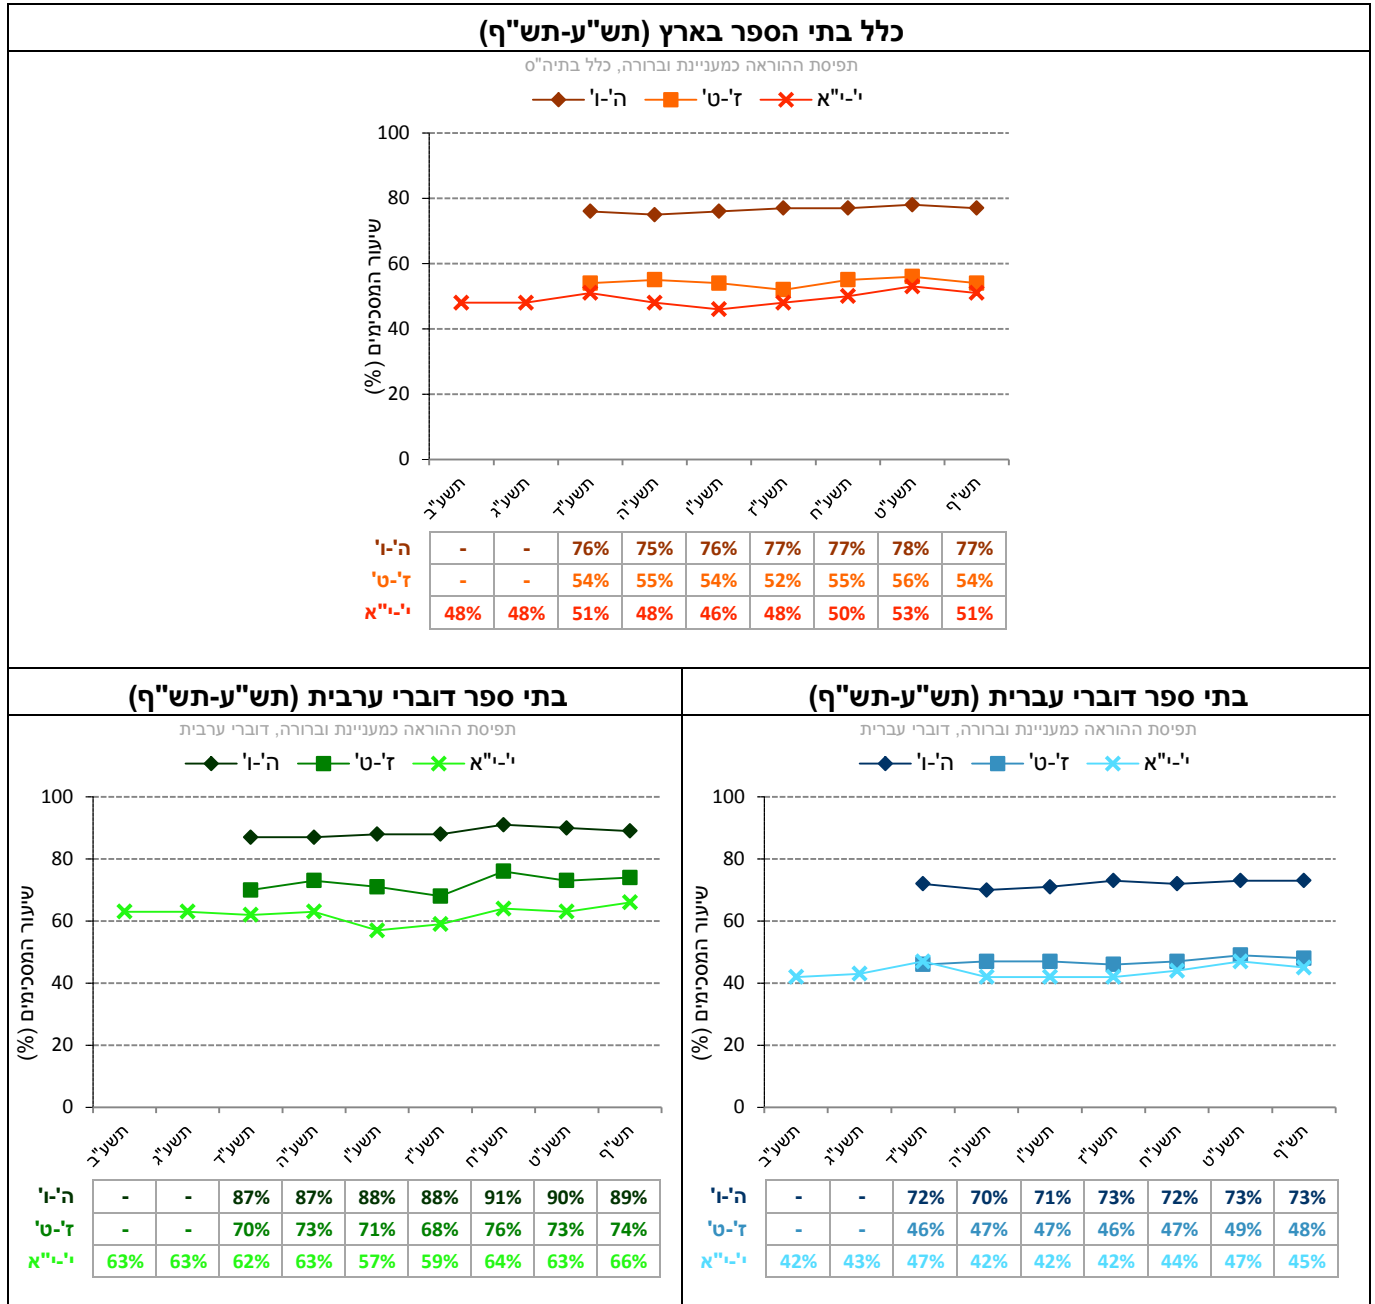 כלל בתי הספר בארץ (תש"ע-תש"ף)
תפיסת ההוראה כמעניינת וברורה, כלל בתיה"ס
ה'-ו' ז'-ט' י'-י"א
שיעור המסכימים (%)
100
80
60
40
20
0
תשע"ב תשע"ג תשע"ד תשע"ה תשע"ו תשע"ז תשע"ח תשע"ט תש"ף
ה'-ו' - - 76% 75% 76% 77% 77% 78% 77%
ז'-ט' - - 54% 55% 54% 52% 55% 56% 54%
י'-י"א 48% 48% 51% 48% 46% 48% 50% 53% 51%
בתי ספר דוברי עברית (תש"ע-תש"ף)
תפיסת ההוראה כמעניינת וברורה, דוברי עברית
ה'-ו' ז'-ט' י'-י"א
שיעור המסכימים (%)
100
80
60
40
20
0
תשע"ב תשע"ג תשע"ד תשע"ה תשע"ו תשע"ז תשע"ח תשע"ט תש"ף
ה'-ו' - - 72% 70% 71% 73% 72% 73% 73%
ז'-ט' - - 46% 47% 47% 46% 47% 49% 48%
י'-י"א 42% 43% 47% 42% 42% 42% 44% 47% 45%
בתי ספר דוברי ערבית (תש"ע-תש"ף)
תפיסת ההוראה כמעניינת וברורה, דוברי ערבית
ה'-ו' ז'-ט' י'-י"א
שיעור המסכימים (%)
100
80
60
40
20
0
תשע"ב תשע"ג תשע"ד תשע"ה תשע"ו תשע"ז תשע"ח תשע"ט תש"ף
ה'-ו' - - 87% 87% 88% 88% 91% 90% 89%
ז'-ט' - - 70% 73% 71% 68% 76% 73% 74%
י'-י"א 63% 63% 62% 63% 57% 59% 64% 63% 66%